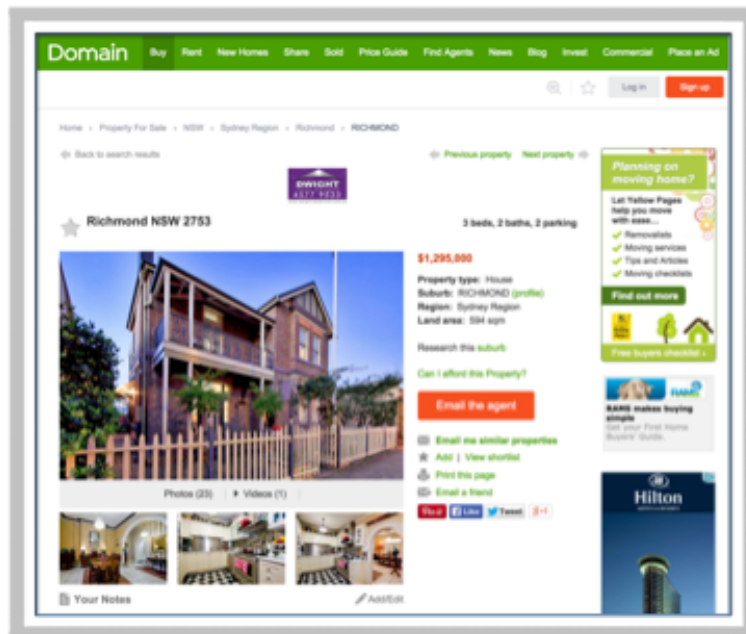 Domain Buy Rent New Homes Share Sold Price Guide Find Agents News Blog Invest Commercial Place an Ad
Log in Sign up
Home › Property For Sale › NSW › Sydney Region › Richmond › RICHMOND
Back to search results
Previous property Next property
DWIGHT
4577 9033
Richmond NSW 2753
3 beds, 2 baths, 2 parking
$1,295,000
Property type: House
Suburb: RICHMOND (profile)
Region: Sydney Region
Land area: 594 sqm
Research this suburb
Can I afford this Property?
Email the agent
Email me similar properties
Add | View shortlist
Print this page
Email a friend
Pin it Like Tweet +1
Photos (23) Videos (1)
Your Notes
Add/Edit
Planning on
moving home?
Let Yellow Pages
help you move
with ease...
Removalists
Moving services
Tips and Articles
Moving checklists
Find out more
Free buyers checklist
RAMS
RAMS makes buying
simple
Get your First Home
Buyers' Guide.
Hilton